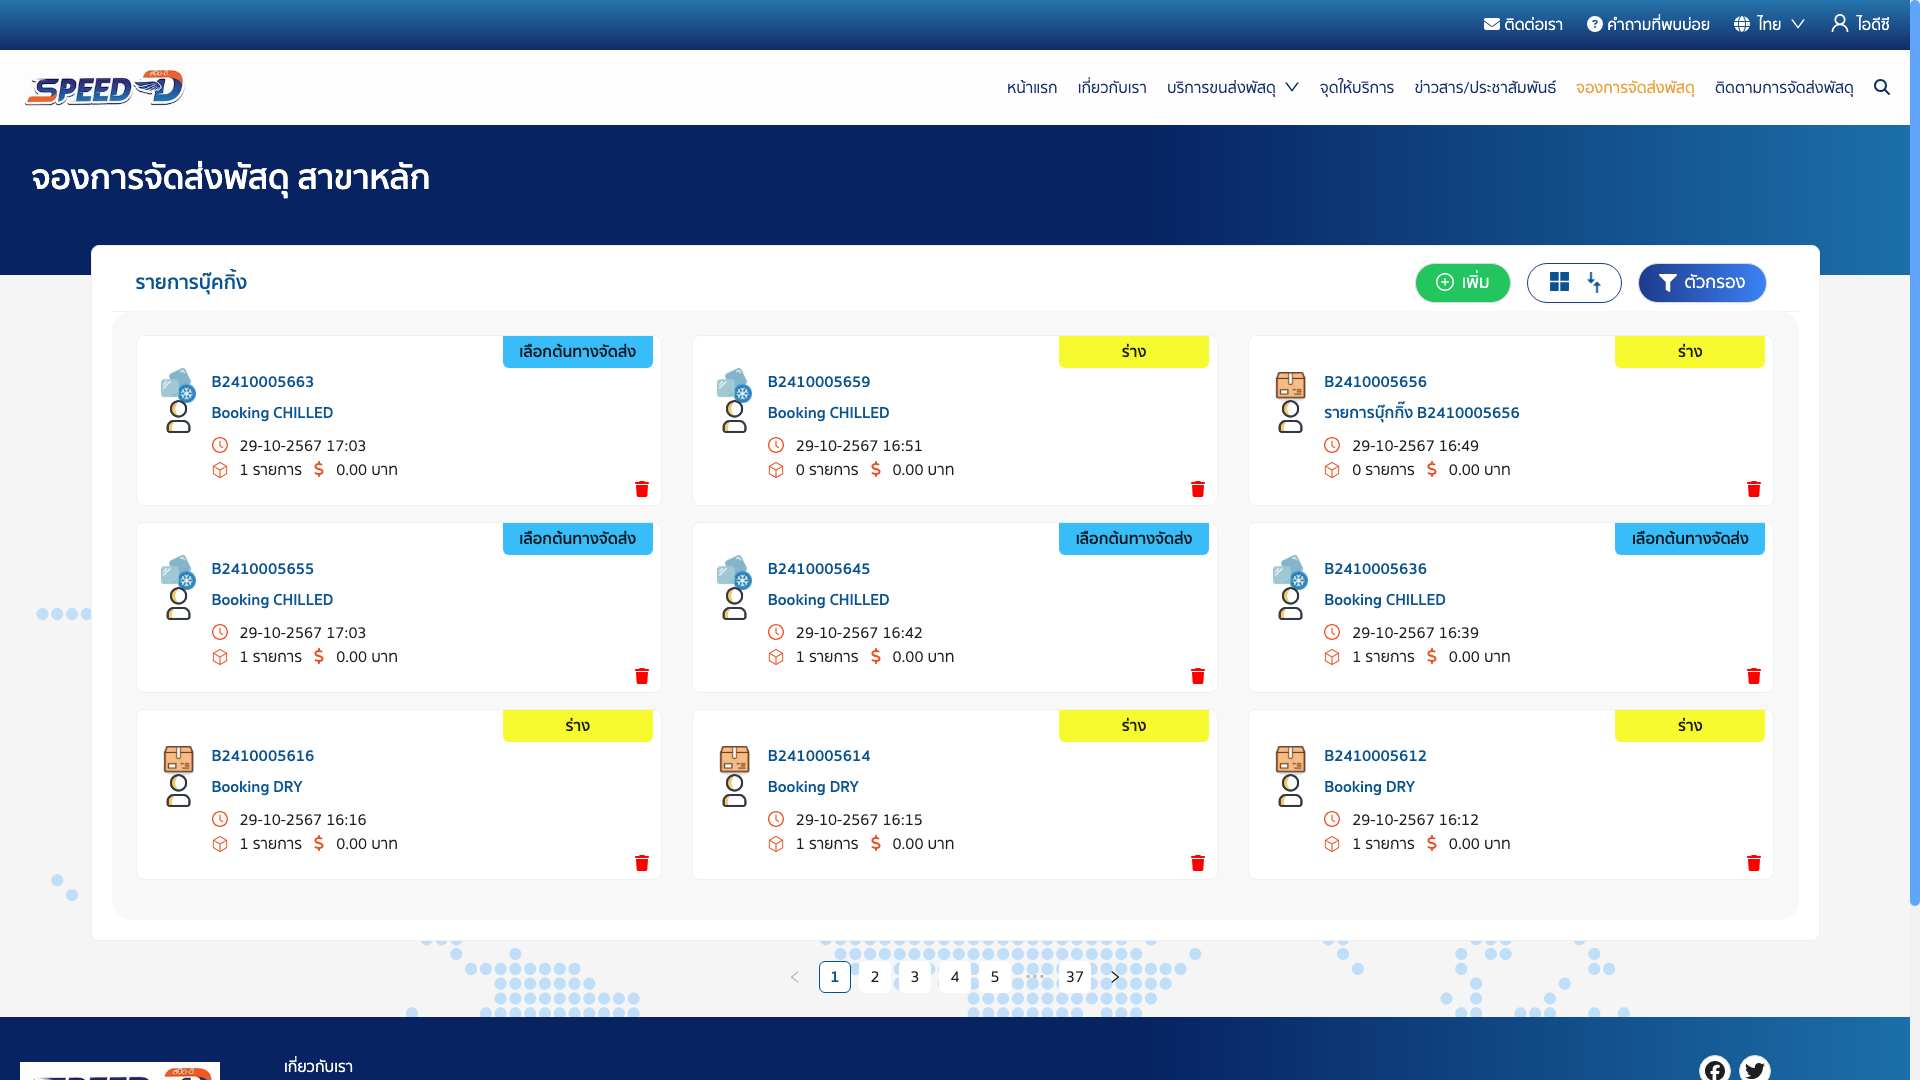 ติดต่อเรา คำถามที่พบบ่อย ไทย ไอดีซี
SPEED-D
หน้าแรก เกี่ยวกับเรา บริการขนส่งพัสดุ จุดให้บริการ ข่าวสาร/ประชาสัมพันธ์ จองการจัดส่งพัสดุ ติดตามการจัดส่งพัสดุ
จองการจัดส่งพัสดุ สาขาหลัก
รายการบุ๊คกิ้ง
เพิ่ม ตัวกรอง
เลือกต้นทางจัดส่ง
B2410005663
Booking CHILLED
29-10-2567 17:03
1 รายการ $ 0.00 บาท
ร่าง
B2410005659
Booking CHILLED
29-10-2567 16:51
0 รายการ $ 0.00 บาท
ร่าง
B2410005656
รายการบุ๊กกิ๊ง B2410005656
29-10-2567 16:49
0 รายการ $ 0.00 บาท
เลือกต้นทางจัดส่ง
B2410005655
Booking CHILLED
29-10-2567 17:03
1 รายการ $ 0.00 บาท
เลือกต้นทางจัดส่ง
B2410005645
Booking CHILLED
29-10-2567 16:42
1 รายการ $ 0.00 บาท
เลือกต้นทางจัดส่ง
B2410005636
Booking CHILLED
29-10-2567 16:39
1 รายการ $ 0.00 บาท
ร่าง
B2410005616
Booking DRY
29-10-2567 16:16
1 รายการ $ 0.00 บาท
ร่าง
B2410005614
Booking DRY
29-10-2567 16:15
1 รายการ $ 0.00 บาท
ร่าง
B2410005612
Booking DRY
29-10-2567 16:12
1 รายการ $ 0.00 บาท
1 2 3 4 5 ••• 37
เกี่ยวกับเรา